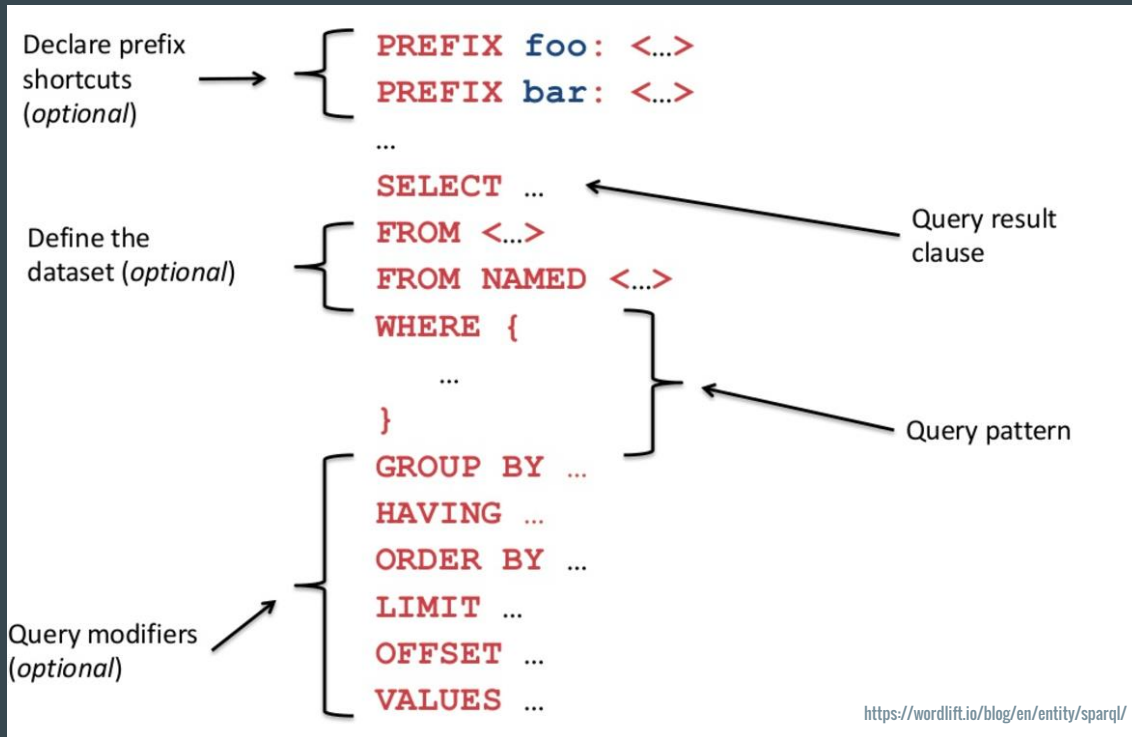 Declare prefix
shortcuts
(optional)
PREFIX foo: <...>
PREFIX bar: <...>
...
SELECT ...
Query result
clause
Define the
dataset (optional)
FROM <...>
FROM NAMED <...>
WHERE {
...
}
Query pattern
GROUP BY ...
HAVING ...
ORDER BY ...
LIMIT ...
OFFSET ...
VALUES ...
Query modifiers
(optional)
https://wordlift.io/blog/en/entity/sparql/